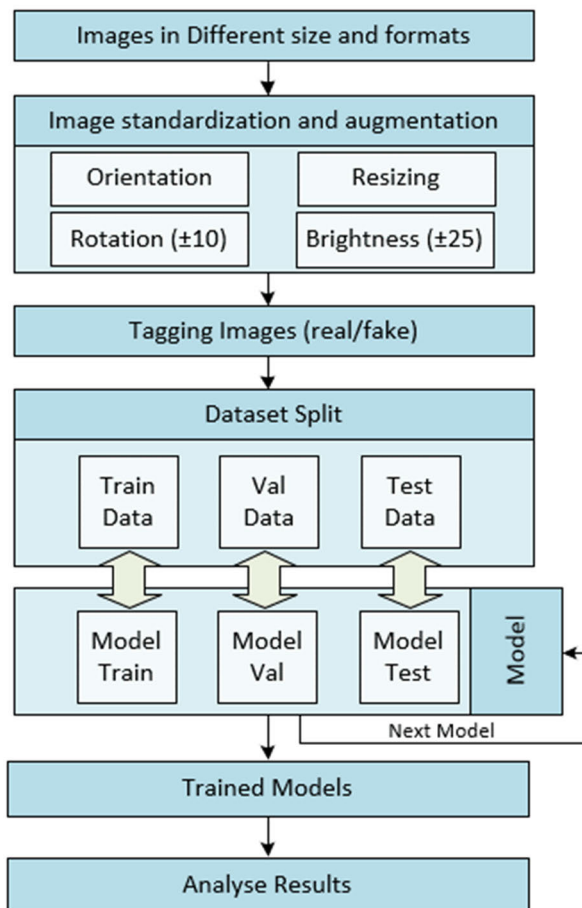 Images in Different size and formats
Image standardization and augmentation
Orientation
Resizing
Rotation (±10)
Brightness (±25)
Tagging Images (real/fake)
Dataset Split
Train
Data
Val
Data
Test
Data
Model
Train
Model
Val
Model
Test
Model
Next Model
Trained Models
Analyse Results